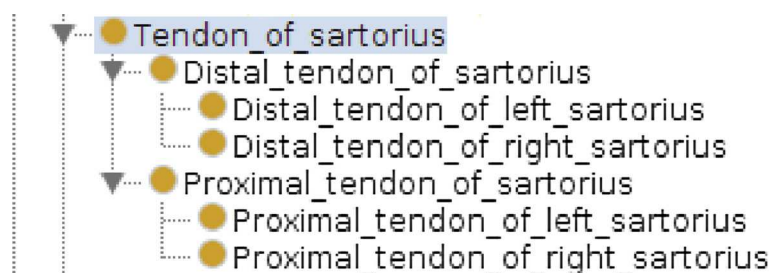 Tendon_of_sartorius
Distal_tendon_of_sartorius
Distal_tendon_of_left_sartorius
Distal_tendon_of_right_sartorius
Proximal_tendon_of_sartorius
Proximal_tendon_of_left_sartorius
Proximal_tendon_of_right_sartorius